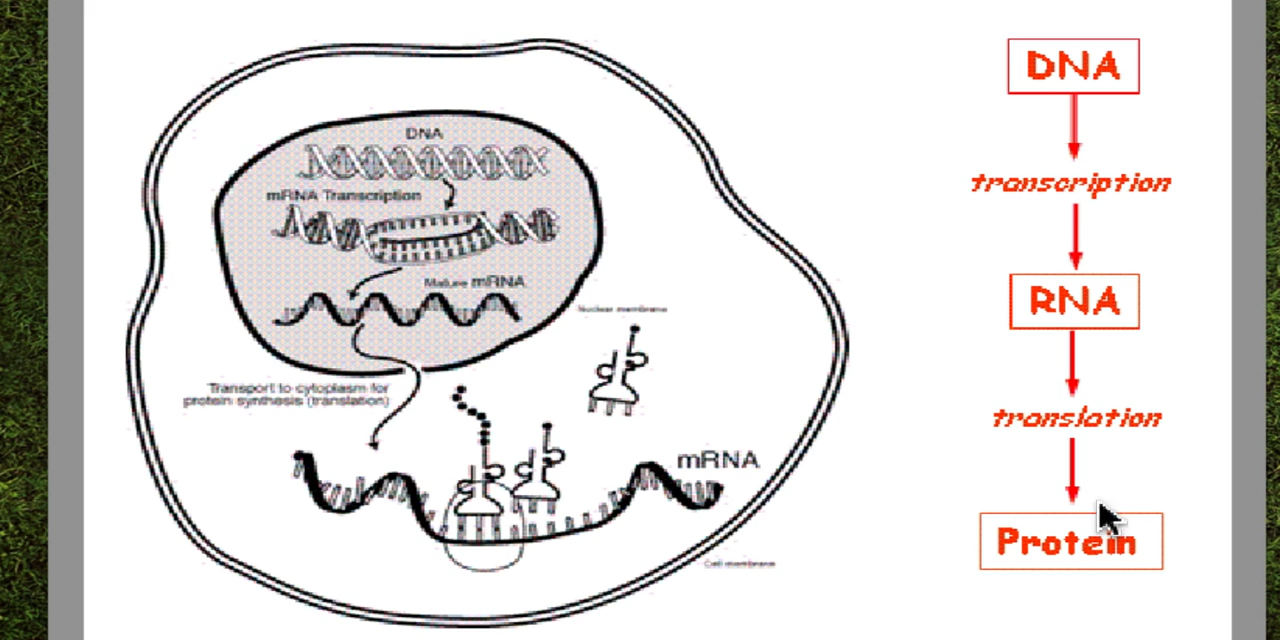 DNA
mRNA Transcription
Mature mRNA
Nuclear membrane
Transport to cytoplasm for
protein synthesis (translation)
mRNA
Cell membrane
DNA
transcription
RNA
translation
Protein